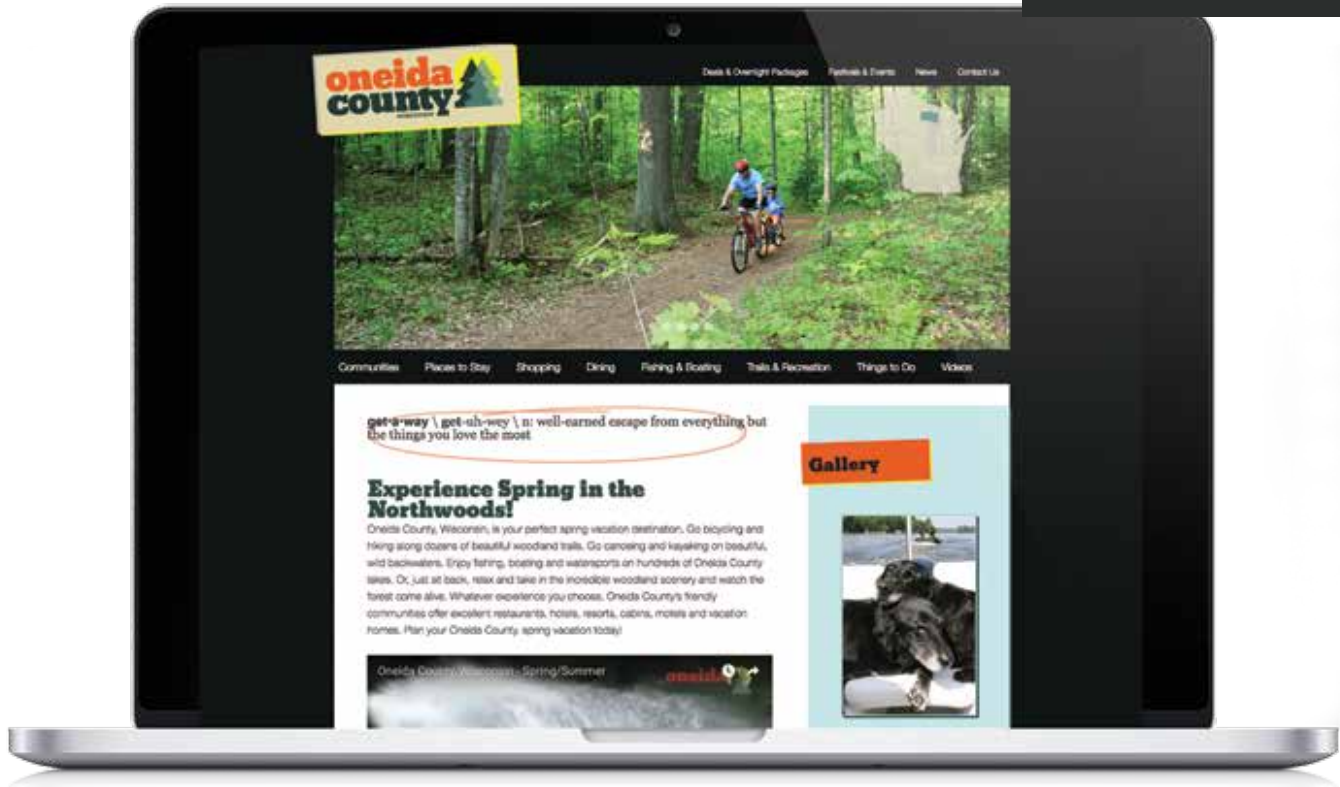 oneida
county
Deals & Overnight Packages Festivals & Events News Contact Us
Communities Places to Stay Shopping Dining Fishing & Boating Trails & Recreation Things to Do Videos
get•a•way \ get-uh-wey \ n: well-earned escape from everything but
the things you love the most
Gallery
Experience Spring in the
Northwoods!
Oneida County, Wisconsin, is your perfect spring vacation destination. Go bicycling and
hiking along dozens of beautiful woodland trails. Go canoeing and kayaking on beautiful,
wild backwaters. Enjoy fishing, boating and watersports on hundreds of Oneida County
lakes. Or, just sit back, relax and take in the incredible woodland scenery and watch the
forest come alive. Whatever experience you choose, Oneida County's friendly
communities offer excellent restaurants, hotels, resorts, cabins, motels and vacation
homes. Plan your Oneida County, spring vacation today!
Oneida County Wisconsin - Spring/Summer
oneida